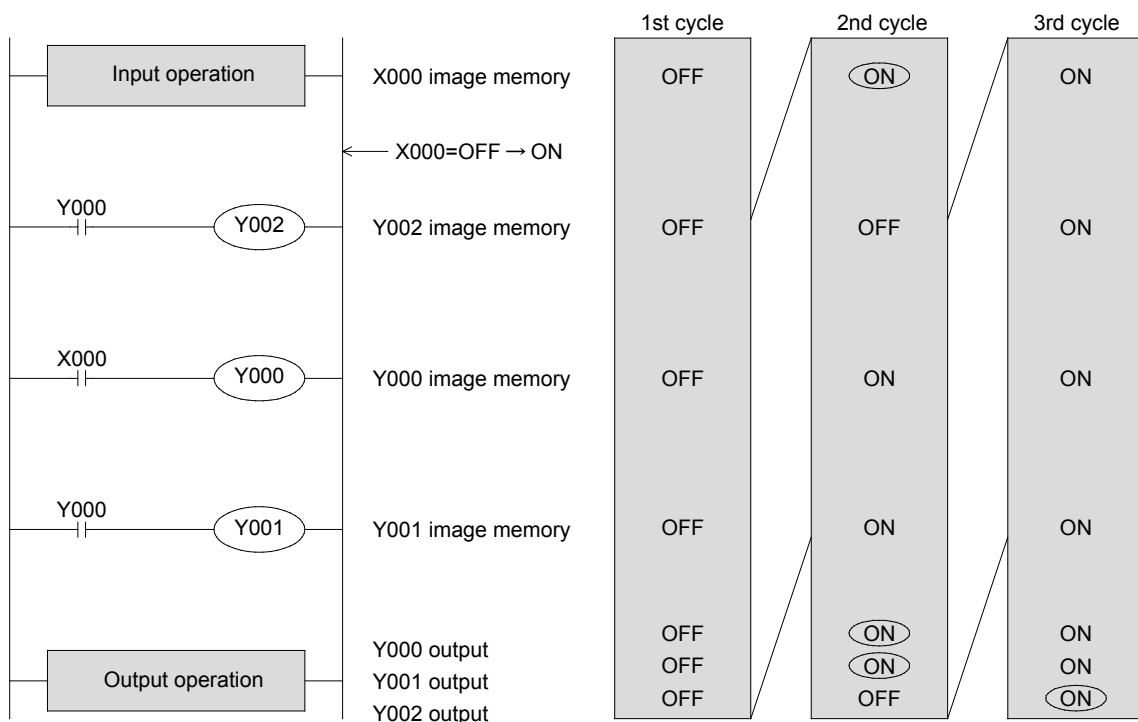 1st cycle 2nd cycle 3rd cycle
Input operation X000 image memory OFF ON ON
X000=OFF → ON
Y000
Y002 Y002 image memory OFF OFF ON
X000
Y000 Y000 image memory OFF ON ON
Y000
Y001 Y001 image memory OFF ON ON
Y000 output OFF ON ON
Output operation Y001 output OFF ON ON
Y002 output OFF OFF ON